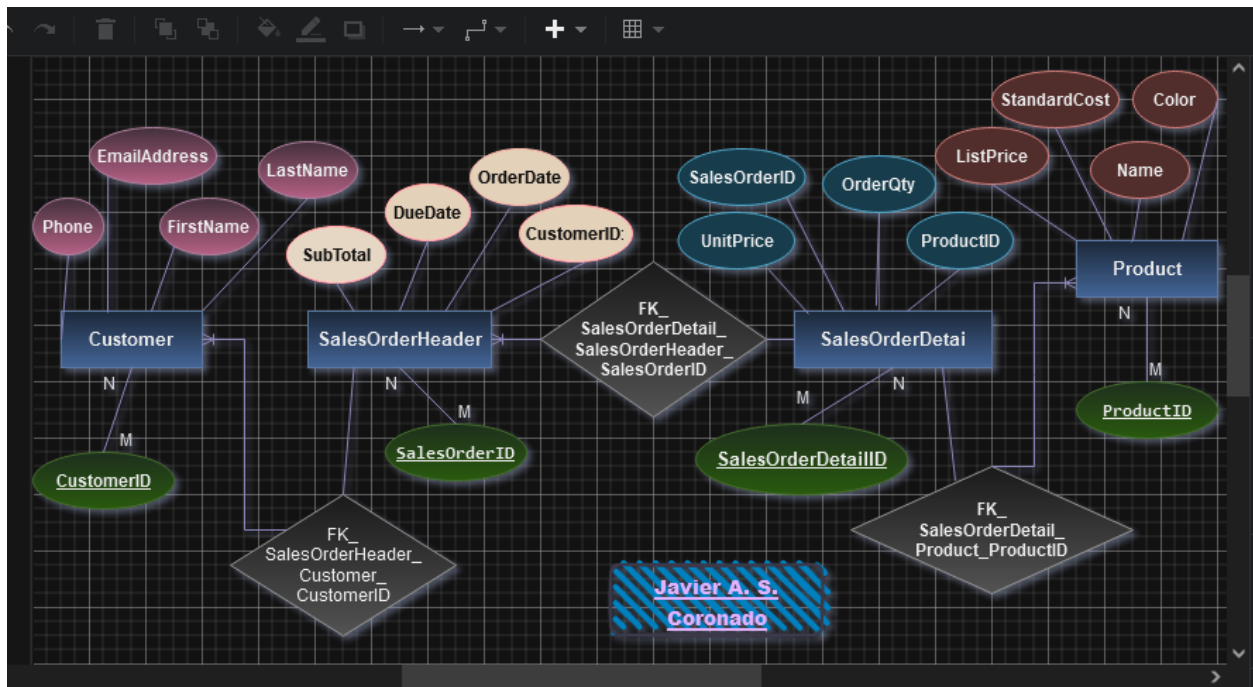 StandardCost
Color
EmailAddress
LastName
OrderDate
SalesOrderID
OrderQty
ListPrice
Name
Phone
FirstName
DueDate
SubTotal
CustomerID:
UnitPrice
ProductID
Product
N
Customer
SalesOrderHeader
FK_
SalesOrderDetail_
SalesOrderHeader_
SalesOrderID
SalesOrderDetai
N
N
N
M
M
M
M
CustomerID
SalesOrderID
SalesOrderDetailID
ProductID
FK_
SalesOrderHeader_
Customer_
CustomerID
FK_
SalesOrderDetail_
Product_ProductID
Javier A. S.
Coronado